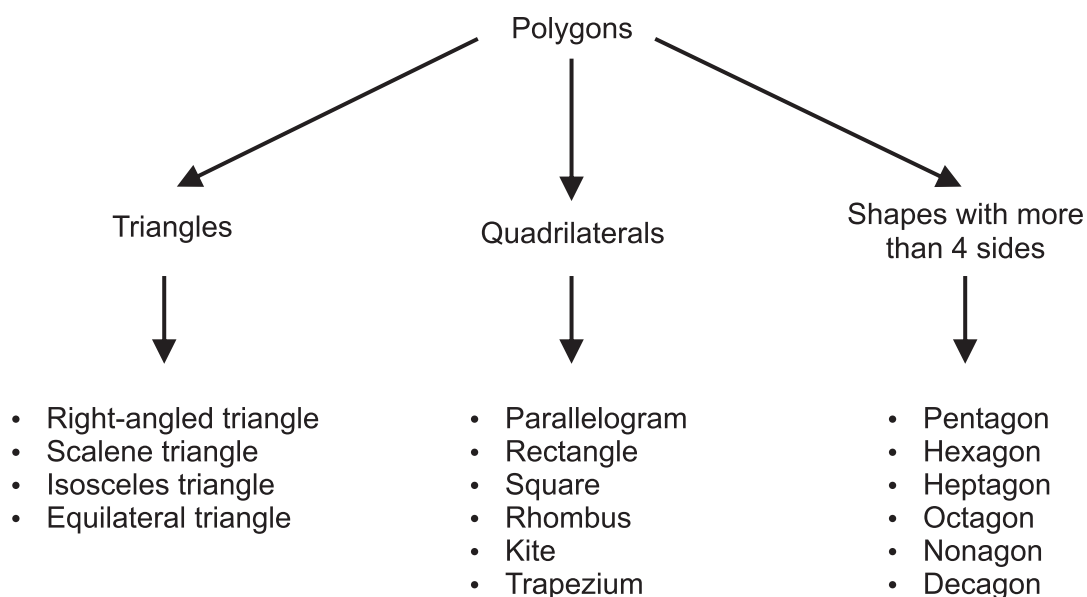 Polygons
Triangles
Quadrilaterals
Shapes with more
than 4 sides
• Right-angled triangle
• Scalene triangle
• Isosceles triangle
• Equilateral triangle
• Parallelogram
• Rectangle
• Square
• Rhombus
• Kite
• Trapezium
• Pentagon
• Hexagon
• Heptagon
• Octagon
• Nonagon
• Decagon